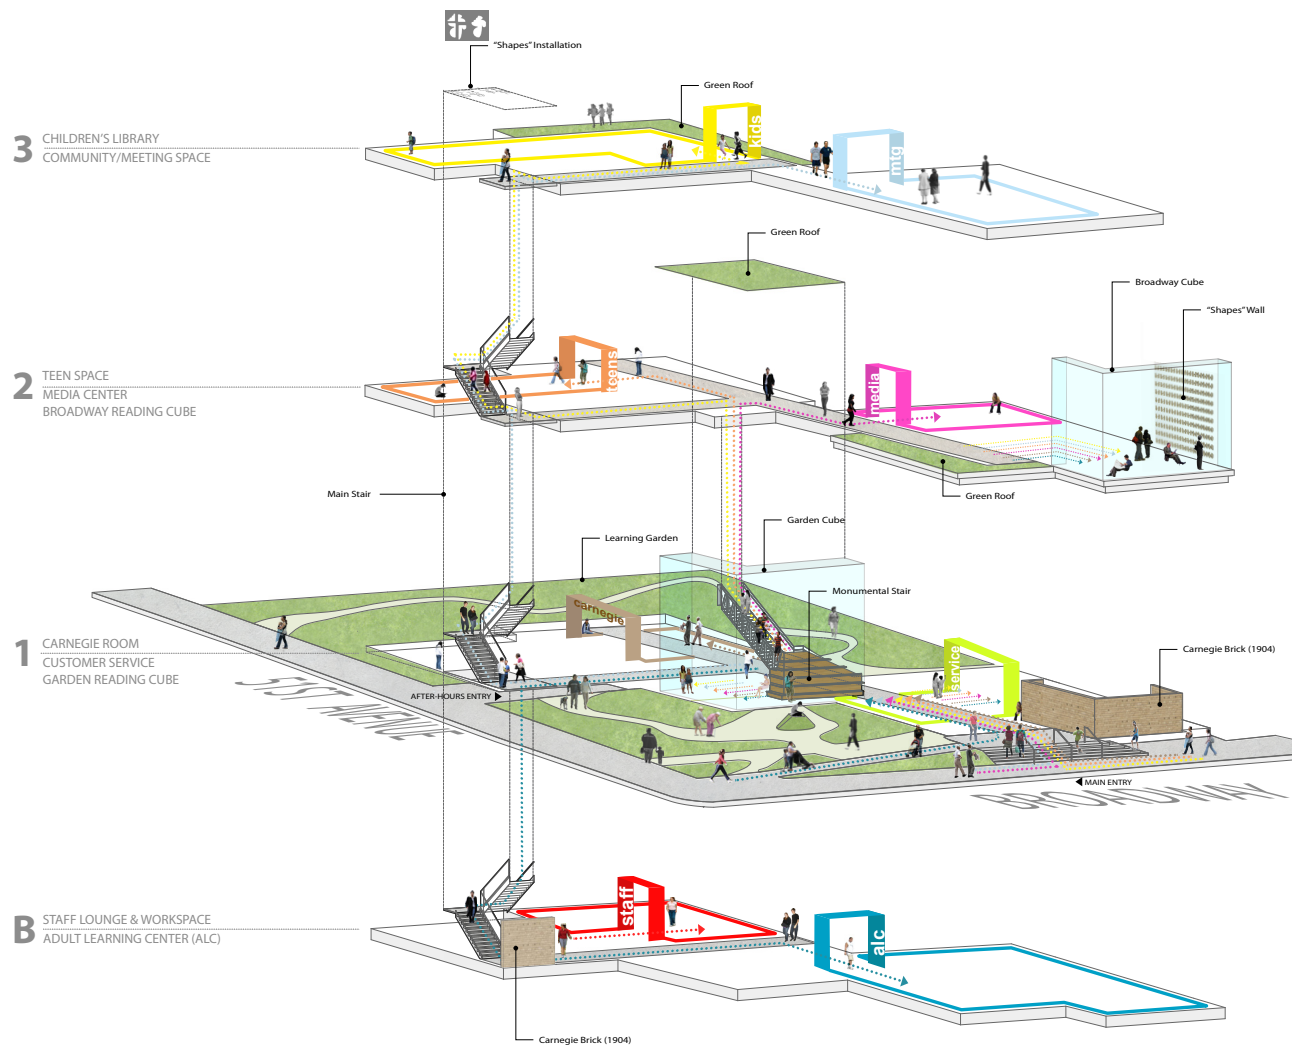 "Shapes" Installation
Green Roof
3
CHILDREN'S LIBRARY
COMMUNITY/MEETING SPACE
kids
mtg
Green Roof
Broadway Cube
"Shapes" Wall
2
TEEN SPACE
MEDIA CENTER
BROADWAY READING CUBE
teens
media
Main Stair
Green Roof
Garden Cube
Learning Garden
Monumental Stair
carnegie
1
CARNEGIE ROOM
CUSTOMER SERVICE
GARDEN READING CUBE
service
Carnegie Brick (1904)
AFTER-HOURS ENTRY
51ST AVENUE
MAIN ENTRY
BROADWAY
B
STAFF LOUNGE & WORKSPACE
ADULT LEARNING CENTER (ALC)
staff
alc
Carnegie Brick (1904)